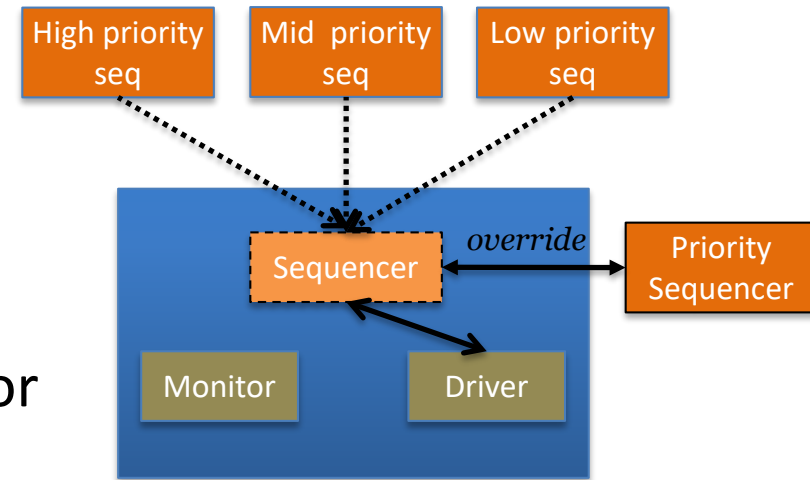 High priority
seq
Mid priority
seq
Low priority
seq
Sequencer
override
Priority
Sequencer
or
Monitor
Driver